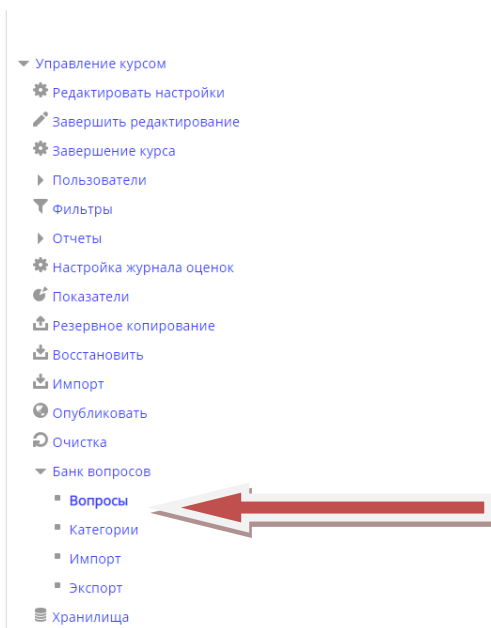 Управление курсом
Редактировать настройки
Завершить редактирование
Завершение курса
Пользователи
Фильтры
Отчеты
Настройка журнала оценок
Показатели
Резервное копирование
Восстановить
Импорт
Опубликовать
Очистка
Банк вопросов
Вопросы
Категории
Импорт
Экспорт
Хранилища